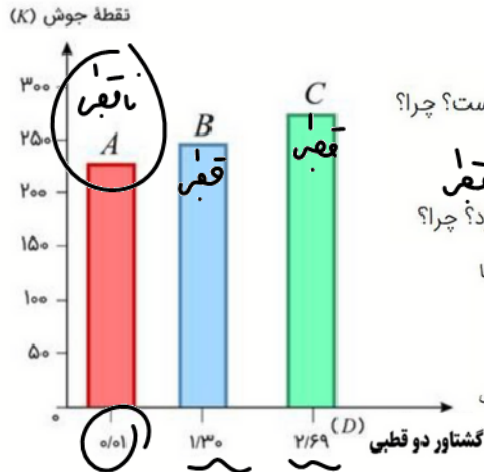 نقطهٔ جوش (K)
۳۰۰
۲۵۰
۲۰۰
۱۵۰
۱۰۰
۵۰
۰
ناقطبی
A
B
قطبی
C
قطبی
ست؟ چرا؟
قطبی
د؟ چرا؟
۰/۰۱
۱/۳۰
۲/۶۹
(D)
گشتاور دو قطبی